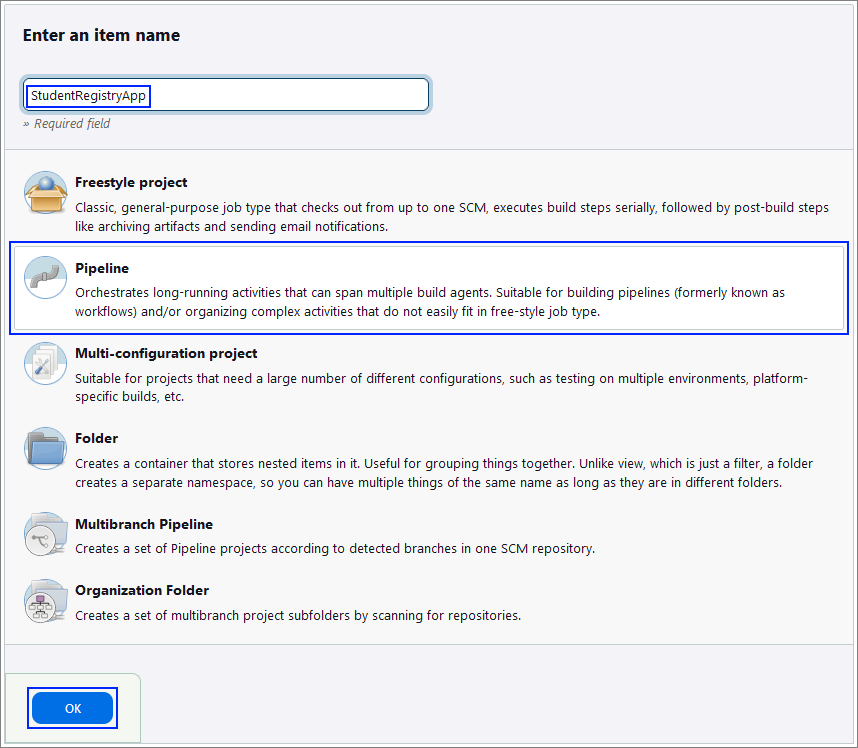 Enter an item name
StudentRegistryApp
» Required field
Freestyle project
Classic, general-purpose job type that checks out from up to one SCM, executes build steps serially, followed by post-build steps
like archiving artifacts and sending email notifications.
Pipeline
Orchestrates long-running activities that can span multiple build agents. Suitable for building pipelines (formerly known as
workflows) and/or organizing complex activities that do not easily fit in free-style job type.
Multi-configuration project
Suitable for projects that need a large number of different configurations, such as testing on multiple environments, platform-
specific builds, etc.
Folder
Creates a container that stores nested items in it. Useful for grouping things together. Unlike view, which is just a filter, a folder
creates a separate namespace, so you can have multiple things of the same name as long as they are in different folders.
Multibranch Pipeline
Creates a set of Pipeline projects according to detected branches in one SCM repository.
Organization Folder
Creates a set of multibranch project subfolders by scanning for repositories.
OK